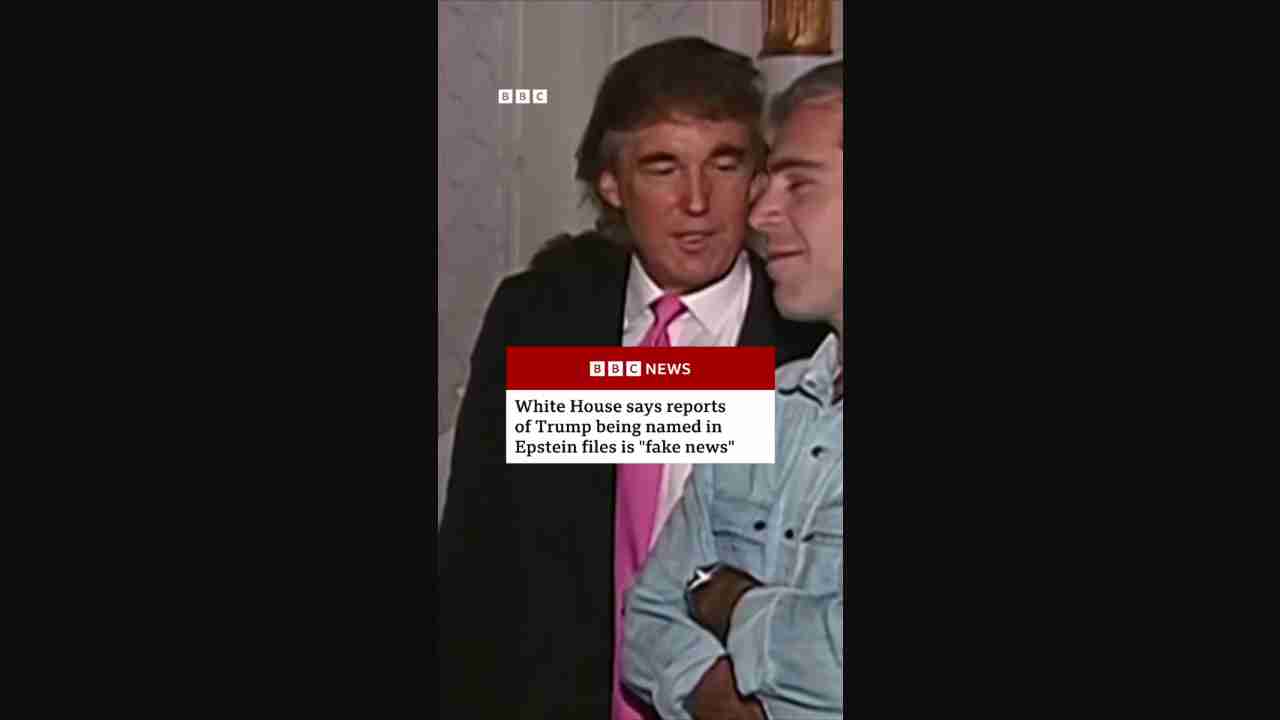 BBC
BBC NEWS
White House says reports
of Trump being named in
Epstein files is "fake news"